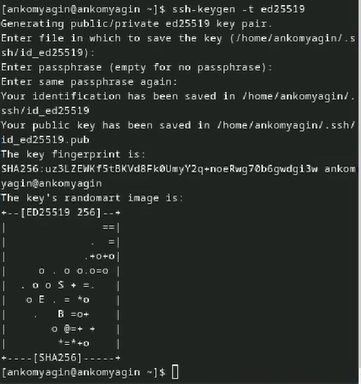 [ankomyagin@ankomyagin ~]$ ssh-keygen -t ed25519
Generating public/private ed25519 key pair.
Enter file in which to save the key (/home/ankomyagin/.s
sh/id_ed25519):
Enter passphrase (empty for no passphrase):
Enter same passphrase again:
Your identification has been saved in /home/ankomyagin/.
ssh/id_ed25519
Your public key has been saved in /home/ankomyagin/.ssh/
id_ed25519.pub
The key fingerprint is:
SHA256:uz3LZEWKf5tBKVd8Fk0UmyY2q+noeRwg70b6gwdgi3w ankom
yagin@ankomyagin
The key's randomart image is:
+--[ED25519 256]--+
|               ==|
|              .  =|
|             .+o+o|
|     o . o o.o=o |
|  . o o S + =.   |
|   o E . = *o    |
|    .   B =o+    |
|       o @=+ +   |
|        *=*+o    |
+----[SHA256]-----+
[ankomyagin@ankomyagin ~]$